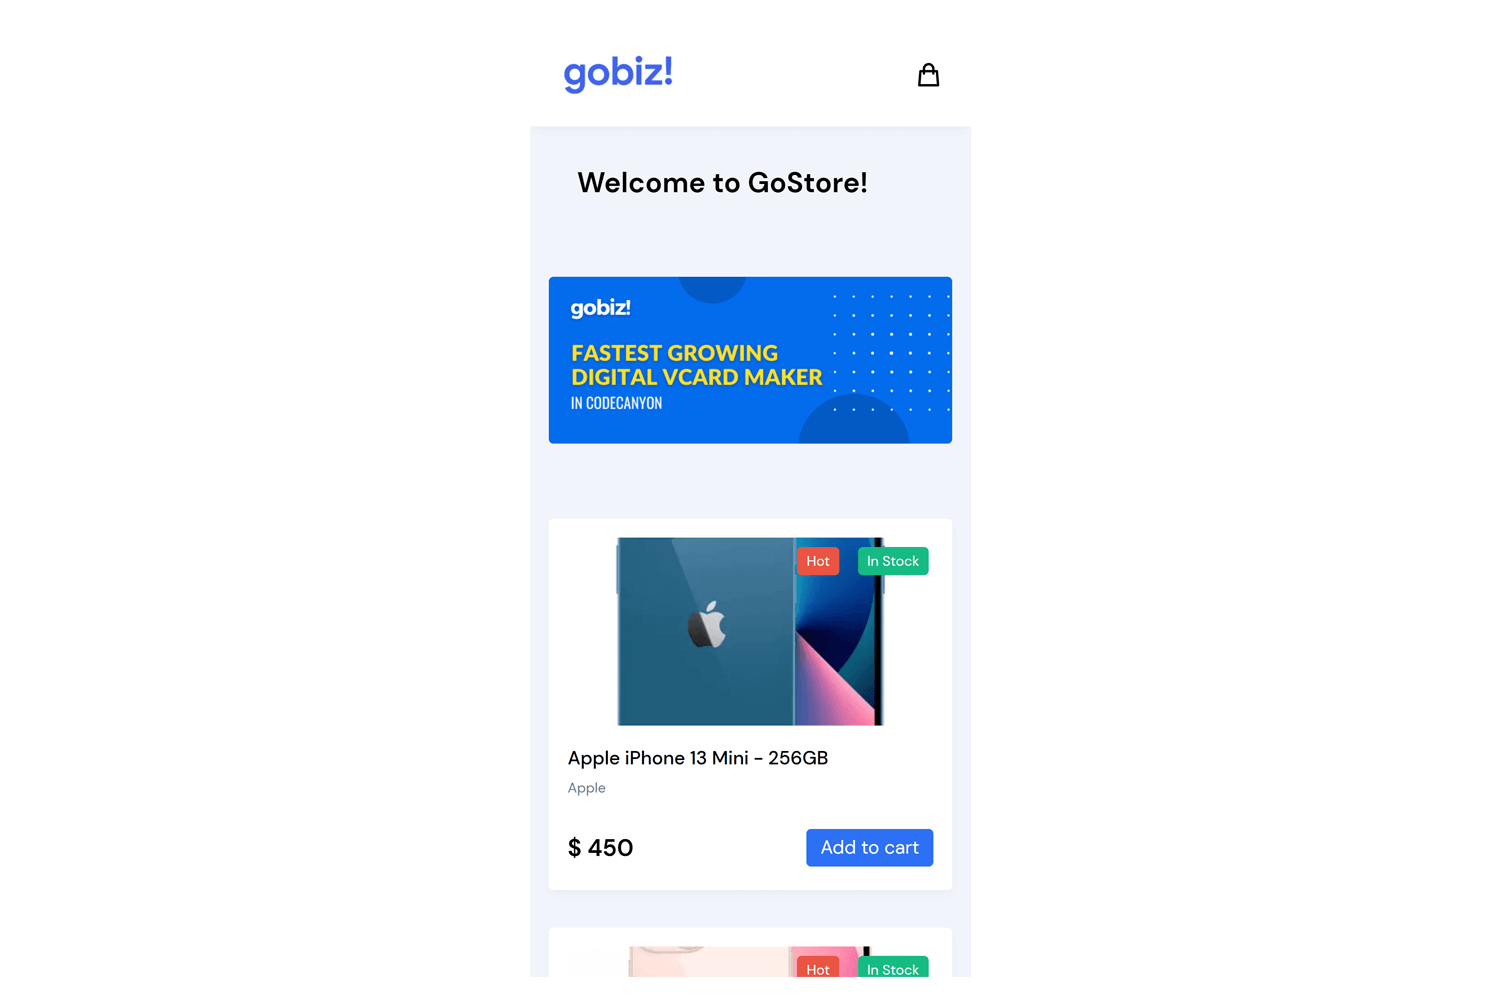 gobiz!
Welcome to GoStore!
gobiz!
FASTEST GROWING
DIGITAL VCARD MAKER
IN CODECANYON
Hot
In Stock
Apple iPhone 13 Mini - 256GB
Apple
$ 450
Add to cart
Hot
In Stock